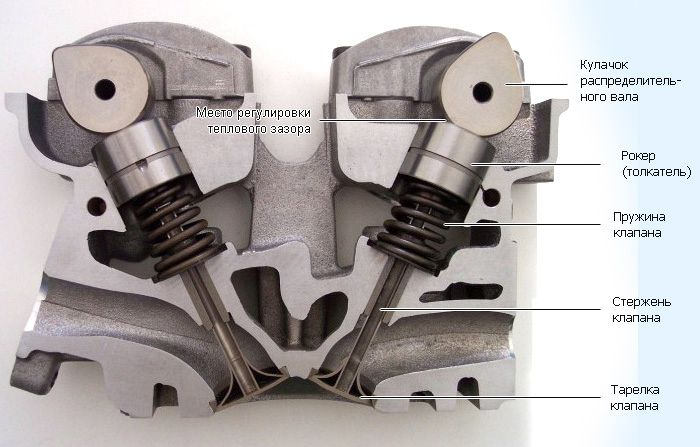 Кулачок
распределитель-
ного вала
Место регулировки
теплового зазора
Рокер
(толкатель)
Пружина
клапана
Стержень
клапана
Тарелка
клапана